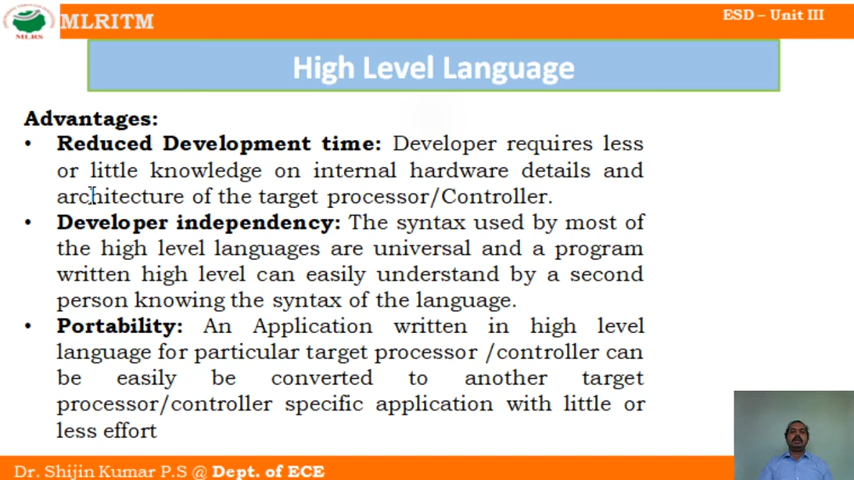 MLRS
MLRITM
ESD – Unit III
High Level Language
Advantages:
• Reduced Development time: Developer requires less
or little knowledge on internal hardware details and
architecture of the target processor/Controller.
• Developer independency: The syntax used by most of
the high level languages are universal and a program
written high level can easily understand by a second
person knowing the syntax of the language.
• Portability: An Application written in high level
language for particular target processor /controller can
be easily be converted to another target
processor/controller specific application with little or
less effort
Dr. Shijin Kumar P.S @ Dept. of ECE